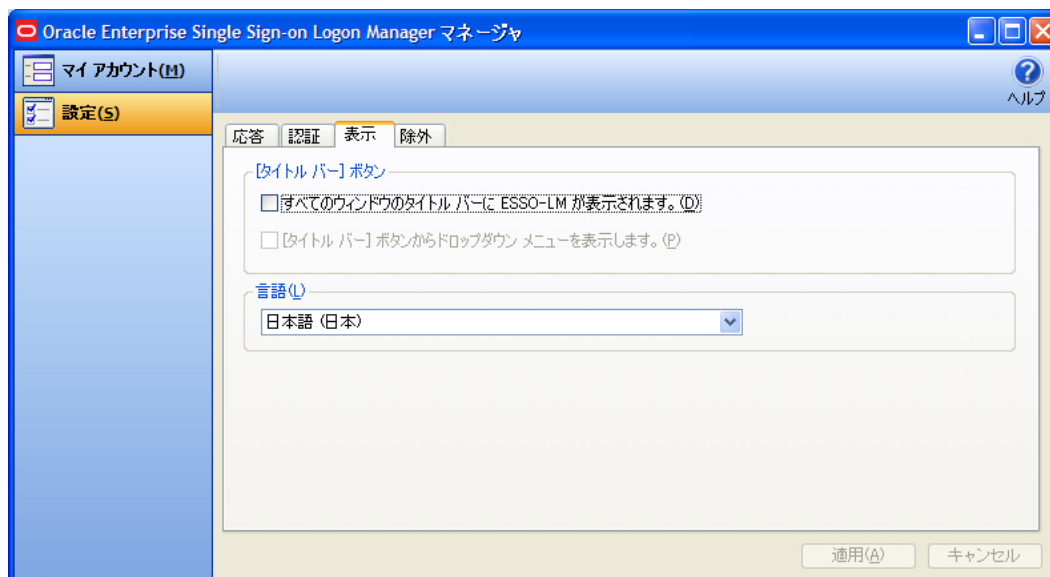 Oracle Enterprise Single Sign-on Logon Manager マネージャ
マイ アカウント(M)
設定(S)
ヘルプ
応答 認証 表示 除外
[タイトル バー] ボタン
すべてのウィンドウのタイトル バーに ESSO-LM が表示されます。(D)
[タイトル バー] ボタンからドロップダウン メニューを表示します。(P)
言語(L)
日本語 (日本)
適用(A) キャンセル